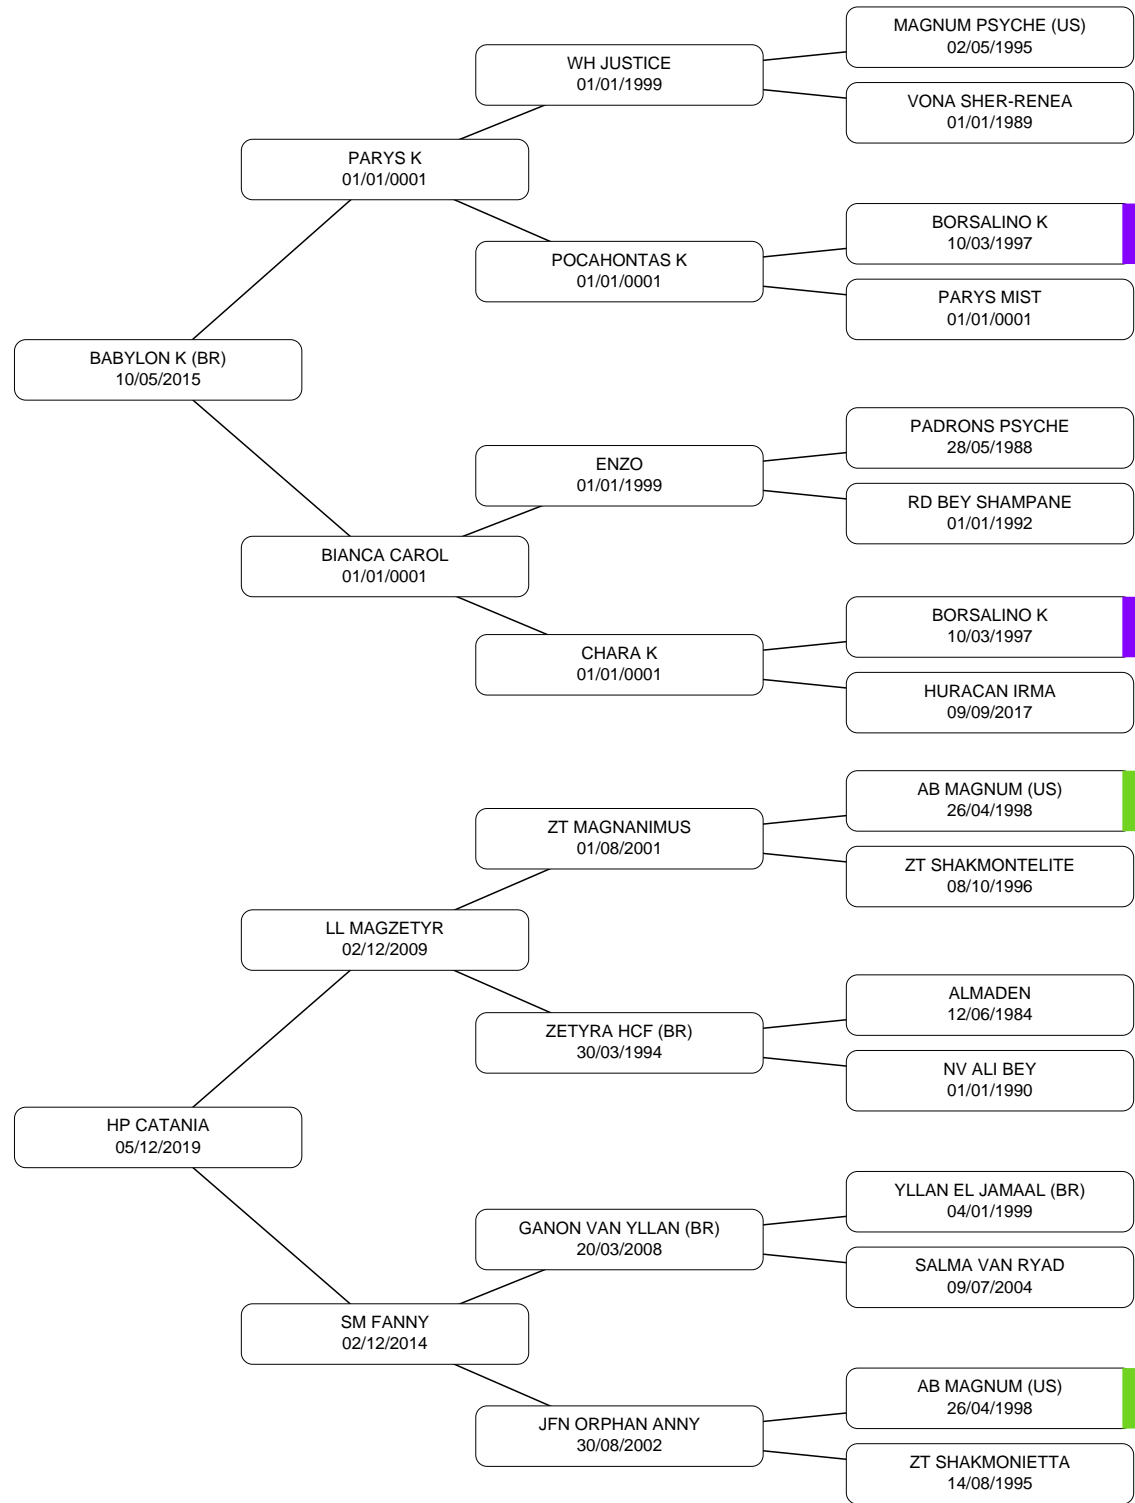 MAGNUM PSYCHE (US)
02/05/1995
WH JUSTICE
01/01/1999
VONA SHER-RENEA
01/01/1989
PARYS K
01/01/0001
BORSALINO K
10/03/1997
POCAHONTAS K
01/01/0001
PARYS MIST
01/01/0001
BABYLON K (BR)
10/05/2015
PADRONS PSYCHE
28/05/1988
ENZO
01/01/1999
RD BEY SHAMPANE
01/01/1992
BIANCA CAROL
01/01/0001
BORSALINO K
10/03/1997
CHARA K
01/01/0001
HURACAN IRMA
09/09/2017
AB MAGNUM (US)
26/04/1998
ZT MAGNANIMUS
01/08/2001
ZT SHAKMONTELITE
08/10/1996
LL MAGZETYR
02/12/2009
ALMADEN
12/06/1984
ZETYRA HCF (BR)
30/03/1994
NV ALI BEY
01/01/1990
HP CATANIA
05/12/2019
YLLAN EL JAMAAL (BR)
04/01/1999
GANON VAN YLLAN (BR)
20/03/2008
SALMA VAN RYAD
09/07/2004
SM FANNY
02/12/2014
AB MAGNUM (US)
26/04/1998
JFN ORPHAN ANNY
30/08/2002
ZT SHAKMONIETTA
14/08/1995